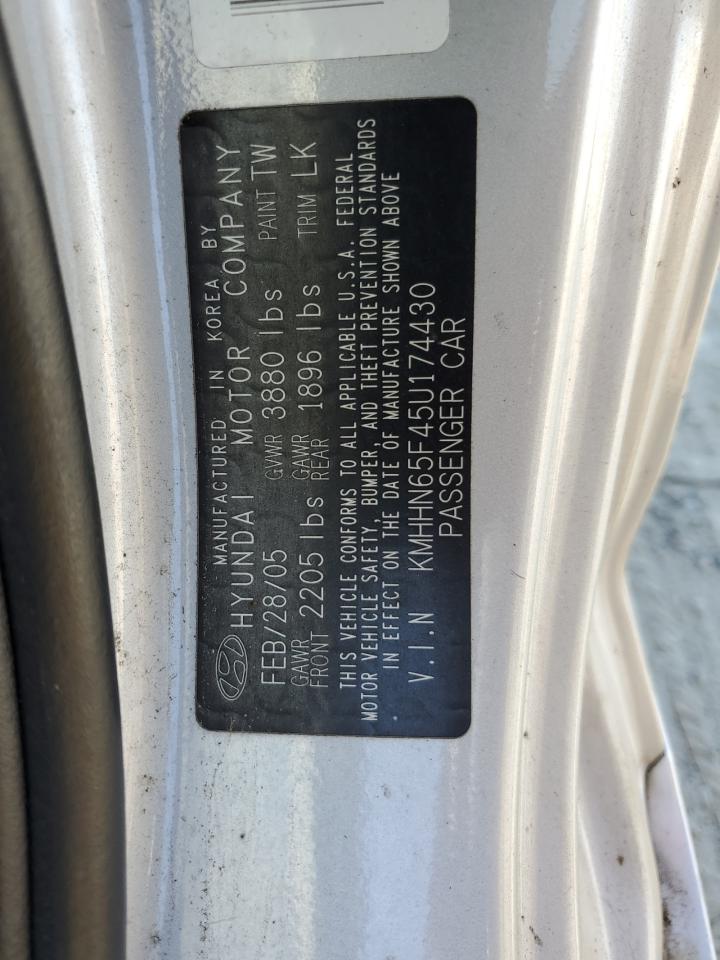 MANUFACTURED IN KOREA BY
HYUNDAI MOTOR COMPANY
FEB/28/05 GVWR 3880 lbs PAINT TW
GAWR FRONT 2205 lbs GAWR REAR 1896 lbs TRIM LK
THIS VEHICLE CONFORMS TO ALL APPLICABLE U.S.A. FEDERAL
MOTOR VEHICLE SAFETY, BUMPER, AND THEFT PREVENTION STANDARDS
IN EFFECT ON THE DATE OF MANUFACTURE SHOWN ABOVE
V.I.N KMHHN65F45U174430
PASSENGER CAR